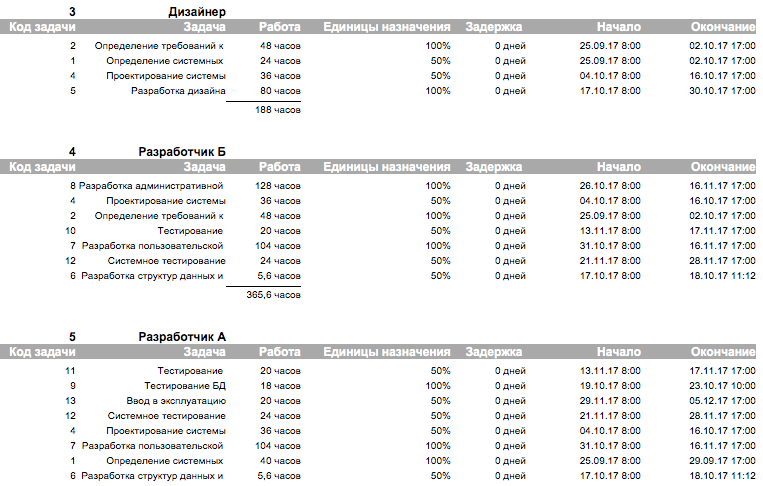 3 Дизайнер
Код задачи Задача Работа Единицы назначения Задержка Начало Окончание
2 Определение требований к 48 часов 100% 0 дней 25.09.17 8:00 02.10.17 17:00
1 Определение системных 24 часов 50% 0 дней 25.09.17 8:00 02.10.17 17:00
4 Проектирование системы 36 часов 50% 0 дней 04.10.17 8:00 16.10.17 17:00
5 Разработка дизайна 80 часов 100% 0 дней 17.10.17 8:00 30.10.17 17:00
188 часов
4 Разработчик Б
Код задачи Задача Работа Единицы назначения Задержка Начало Окончание
8 Разработка административной 128 часов 100% 0 дней 26.10.17 8:00 16.11.17 17:00
4 Проектирование системы 36 часов 50% 0 дней 04.10.17 8:00 16.10.17 17:00
2 Определение требований к 48 часов 100% 0 дней 25.09.17 8:00 02.10.17 17:00
10 Тестирование 20 часов 50% 0 дней 13.11.17 8:00 17.11.17 17:00
7 Разработка пользовательской 104 часов 100% 0 дней 31.10.17 8:00 16.11.17 17:00
12 Системное тестирование 24 часов 50% 0 дней 21.11.17 8:00 28.11.17 17:00
6 Разработка структур данных и 5,6 часов 50% 0 дней 17.10.17 8:00 18.10.17 11:12
365,6 часов
5 Разработчик А
Код задачи Задача Работа Единицы назначения Задержка Начало Окончание
11 Тестирование 20 часов 50% 0 дней 13.11.17 8:00 17.11.17 17:00
9 Тестирование БД 18 часов 100% 0 дней 19.10.17 8:00 23.10.17 10:00
13 Ввод в эксплуатацию 20 часов 50% 0 дней 29.11.17 8:00 05.12.17 17:00
12 Системное тестирование 24 часов 50% 0 дней 21.11.17 8:00 28.11.17 17:00
4 Проектирование системы 36 часов 50% 0 дней 04.10.17 8:00 16.10.17 17:00
7 Разработка пользовательской 104 часов 100% 0 дней 31.10.17 8:00 16.11.17 17:00
1 Определение системных 40 часов 100% 0 дней 25.09.17 8:00 29.09.17 17:00
6 Разработка структур данных и 5,6 часов 50% 0 дней 17.10.17 8:00 18.10.17 11:12